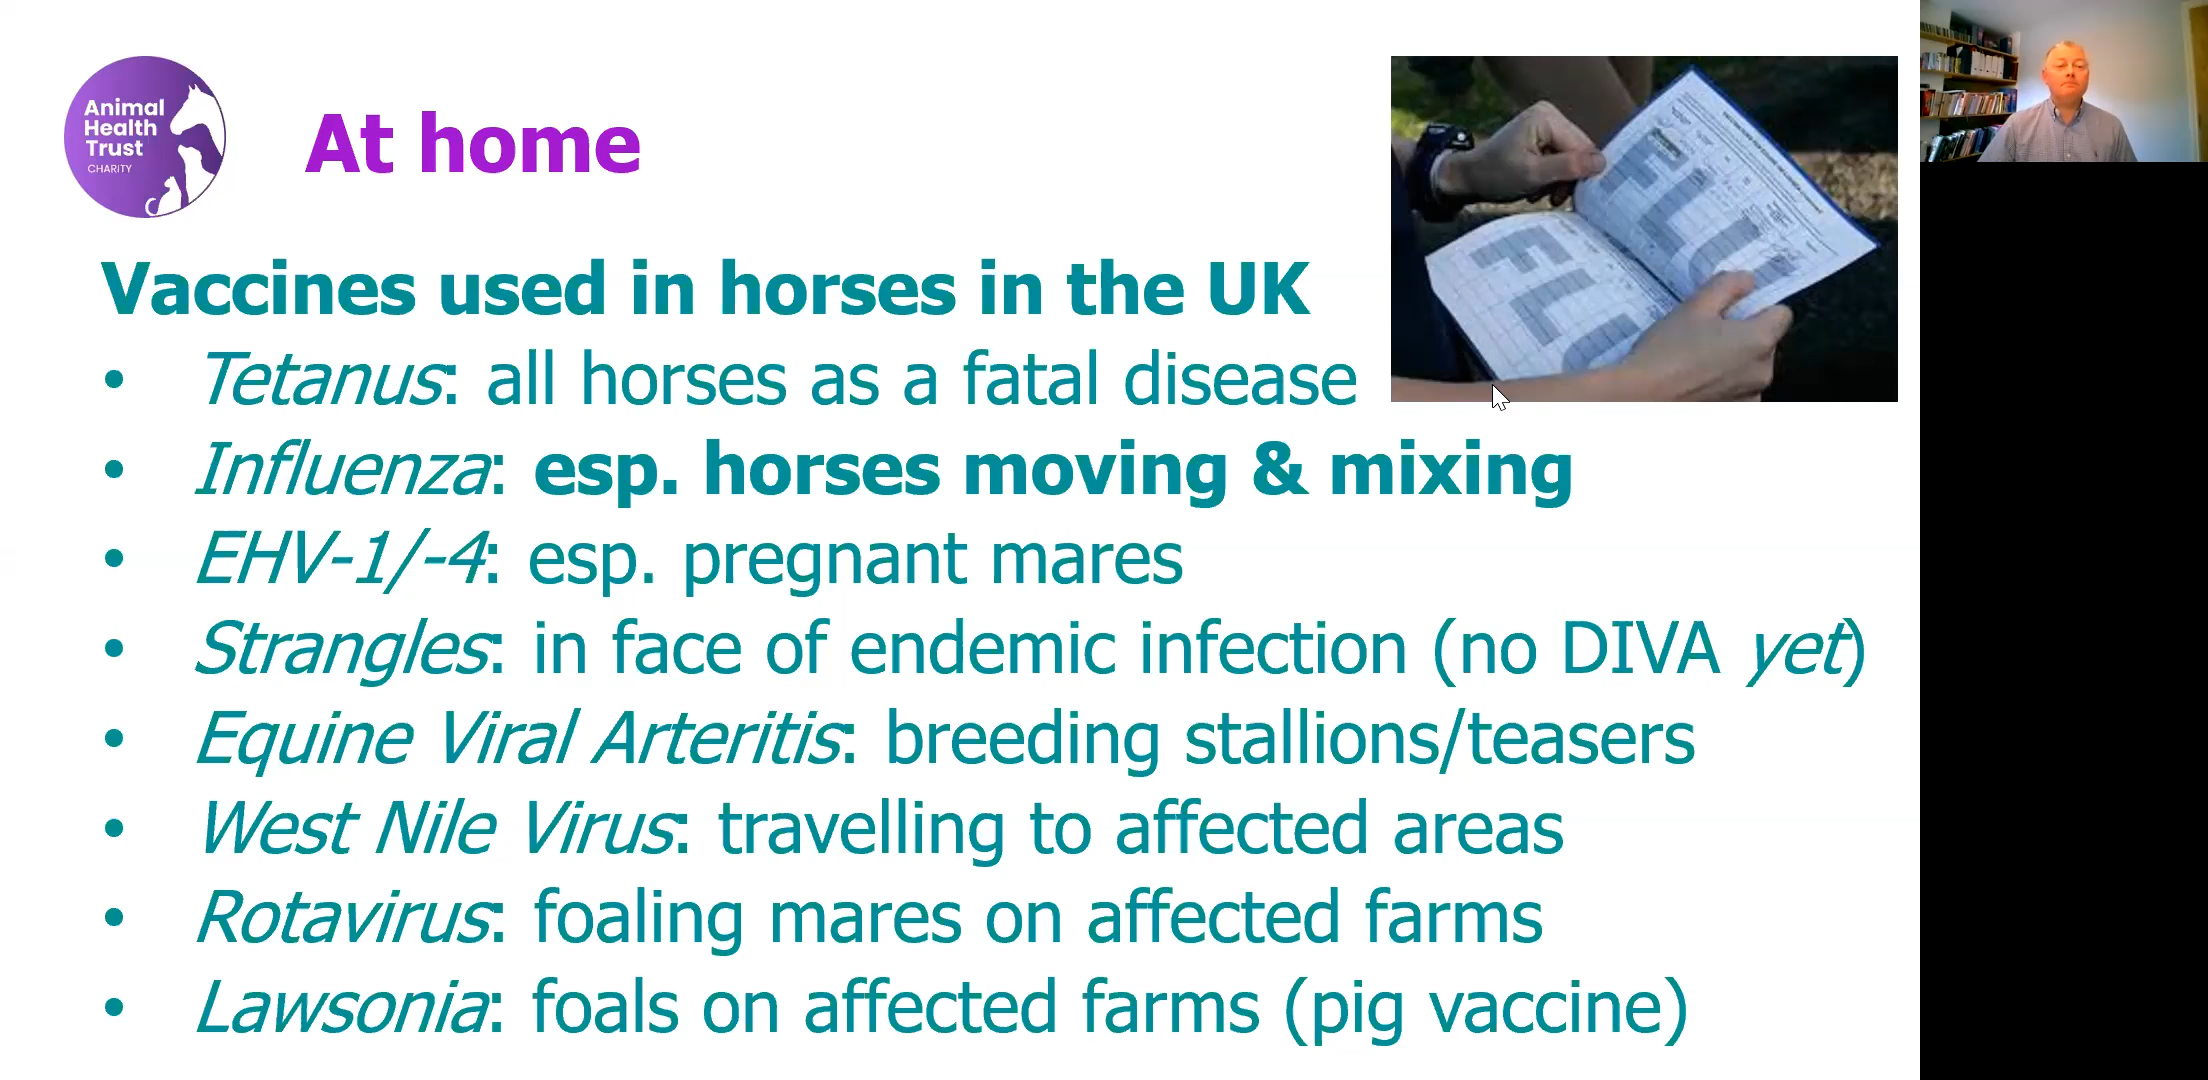 Animal
Health
Trust
CHARITY
At home
Vaccines used in horses in the UK
• Tetanus: all horses as a fatal disease
• Influenza: esp. horses moving & mixing
• EHV-1/-4: esp. pregnant mares
• Strangles: in face of endemic infection (no DIVA yet)
• Equine Viral Arteritis: breeding stallions/teasers
• West Nile Virus: travelling to affected areas
• Rotavirus: foaling mares on affected farms
• Lawsonia: foals on affected farms (pig vaccine)
FLU
FLU